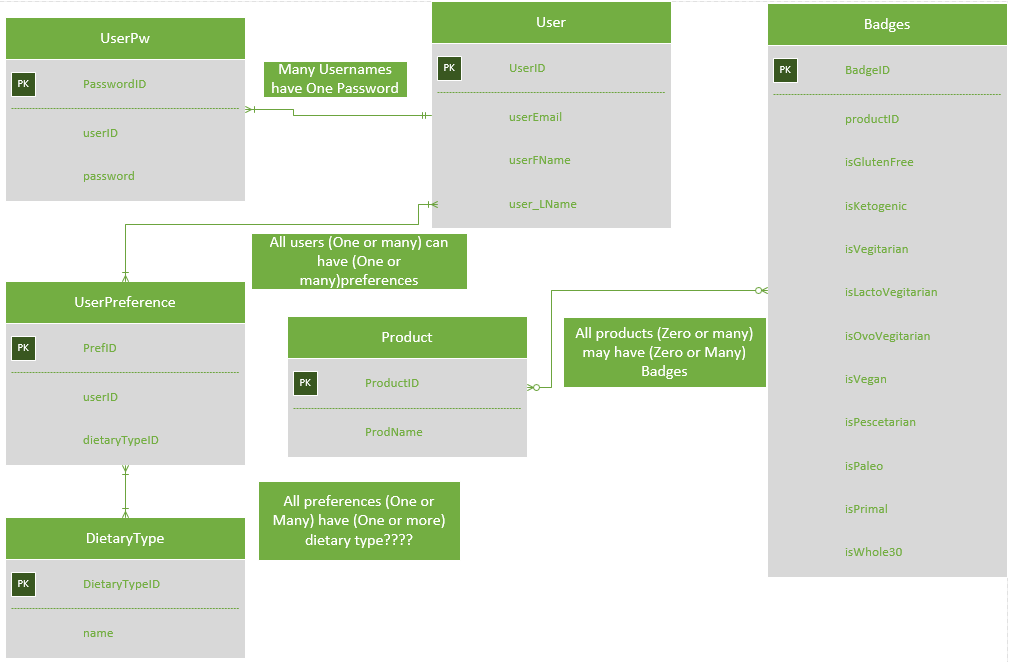 UserPw
PK
PasswordID
userID
password
Many Usernames
have One Password
User
PK
UserID
userEmail
userFName
user_LName
Badges
PK
BadgeID
productID
isGlutenFree
isKetogenic
isVegitarian
isLactoVegitarian
isOvoVegitarian
isVegan
isPescetarian
isPaleo
isPrimal
isWhole30
All users (One or many) can
have (One or
many)preferences
UserPreference
PK
PrefID
userID
dietaryTypeID
Product
PK
ProductID
ProdName
All products (Zero or many)
may have (Zero or Many)
Badges
All preferences (One or
Many) have (One or more)
dietary type????
DietaryType
PK
DietaryTypeID
name